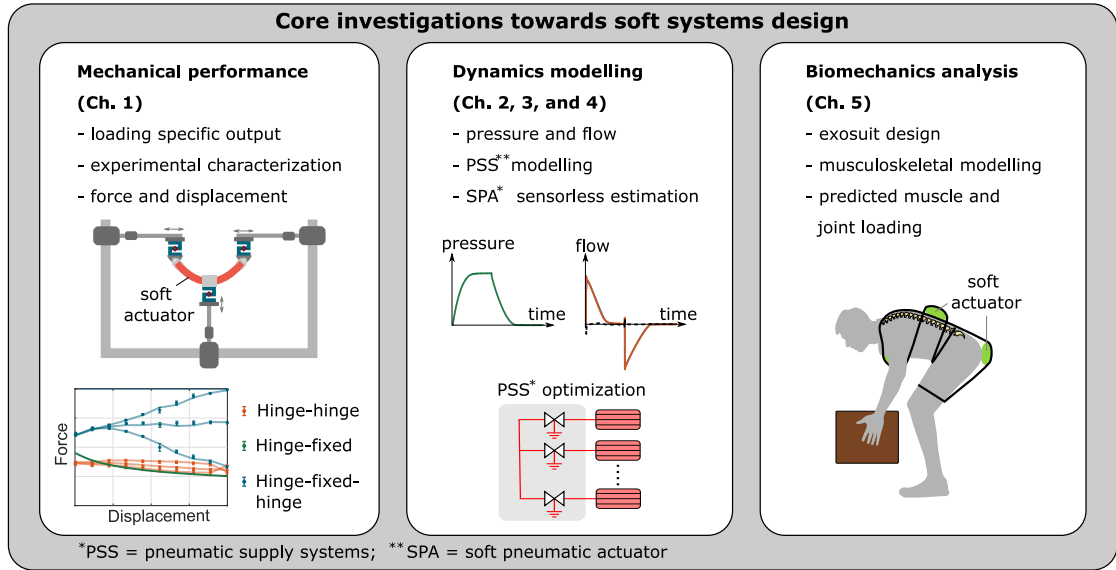 Core investigations towards soft systems design
Mechanical performance
(Ch. 1)
- loading specific output
- experimental characterization
- force and displacement
soft
actuator
Force
Displacement
Hinge-hinge
Hinge-fixed
Hinge-fixed-
hinge
Dynamics modelling
(Ch. 2, 3, and 4)
- pressure and flow
- PSS** modelling
- SPA* sensorless estimation
pressure
time
flow
time
PSS* optimization
Biomechanics analysis
(Ch. 5)
- exosuit design
- musculoskeletal modelling
- predicted muscle and
joint loading
soft
actuator
*PSS = pneumatic supply systems; **SPA = soft pneumatic actuator